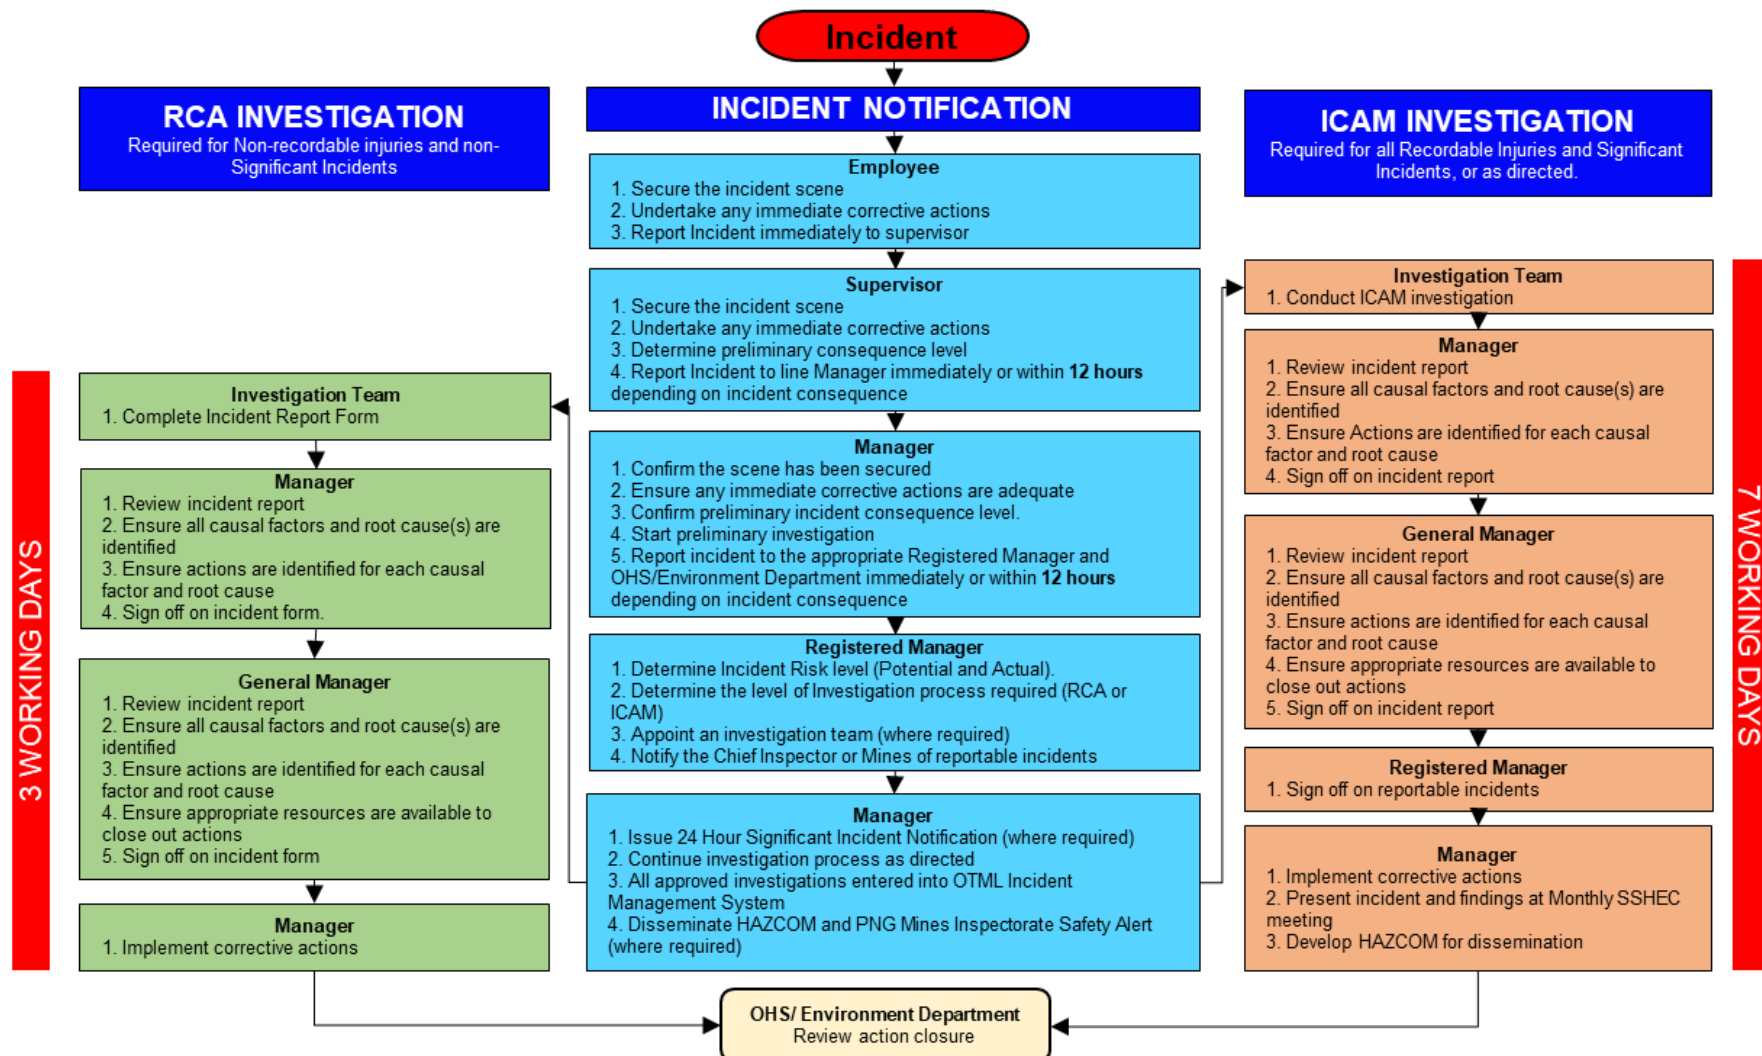 Incident
RCA INVESTIGATION
Required for Non-recordable injuries and non-
Significant Incidents
INCIDENT NOTIFICATION
ICAM INVESTIGATION
Required for all Recordable Injuries and Significant
Incidents, or as directed.
Employee
1. Secure the incident scene
2. Undertake any immediate corrective actions
3. Report Incident immediately to supervisor
Supervisor
1. Secure the incident scene
2. Undertake any immediate corrective actions
3. Determine preliminary consequence level
4. Report Incident to line Manager immediately or within 12 hours
depending on incident consequence
Manager
1. Confirm the scene has been secured
2. Ensure any immediate corrective actions are adequate
3. Confirm preliminary incident consequence level.
4. Start preliminary investigation
5. Report incident to the appropriate Registered Manager and
OHS/Environment Department immediately or within 12 hours
depending on incident consequence
Registered Manager
1. Determine Incident Risk level (Potential and Actual).
2. Determine the level of Investigation process required (RCA or
ICAM)
3. Appoint an investigation team (where required)
4. Notify the Chief Inspector or Mines of reportable incidents
Manager
1. Issue 24 Hour Significant Incident Notification (where required)
2. Continue investigation process as directed
3. All approved investigations entered into OTML Incident
Management System
4. Disseminate HAZCOM and PNG Mines Inspectorate Safety Alert
(where required)
3 WORKING DAYS
Investigation Team
1. Complete Incident Report Form
Manager
1. Review incident report
2. Ensure all causal factors and root cause(s) are
identified
3. Ensure actions are identified for each causal
factor and root cause
4. Sign off on incident form.
General Manager
1. Review incident report
2. Ensure all causal factors and root cause(s) are
identified
3. Ensure actions are identified for each causal
factor and root cause
4. Ensure appropriate resources are available to
close out actions
5. Sign off on incident form
Manager
1. Implement corrective actions
Investigation Team
1. Conduct ICAM investigation
Manager
1. Review incident report
2. Ensure all causal factors and root cause(s) are
identified
3. Ensure Actions are identified for each causal
factor and root cause
4. Sign off on incident report
General Manager
1. Review incident report
2. Ensure all causal factors and root cause(s) are
identified
3. Ensure actions are identified for each causal
factor and root cause
4. Ensure appropriate resources are available to
close out actions
5. Sign off on incident report
Registered Manager
1. Sign off on reportable incidents
Manager
1. Implement corrective actions
2. Present incident and findings at Monthly SSHEC
meeting
3. Develop HAZCOM for dissemination
7 WORKING DAYS
OHS/ Environment Department
Review action closure